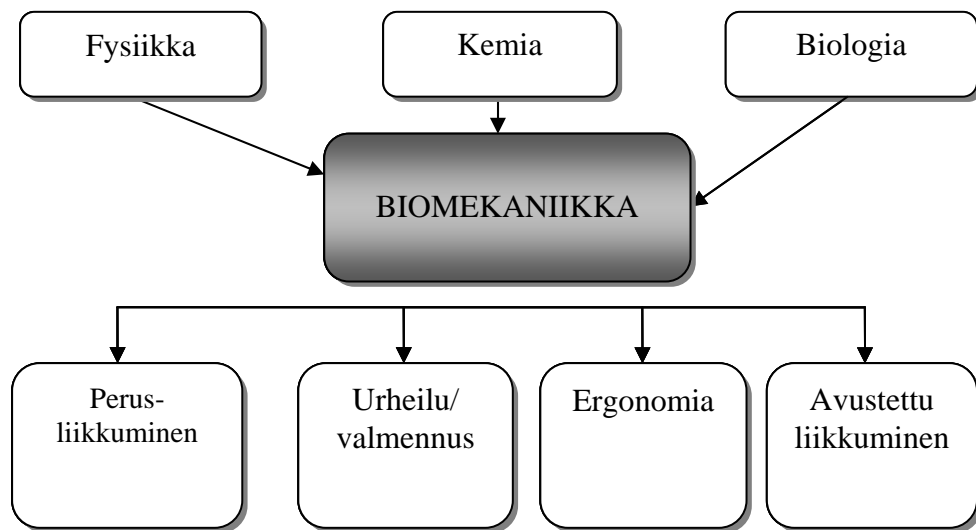 Fysiikka
Kemia
Biologia
BIOMEKANIIKKA
Perus-
liikkuminen
Urheilu/
valmennus
Ergonomia
Avustettu
liikkuminen